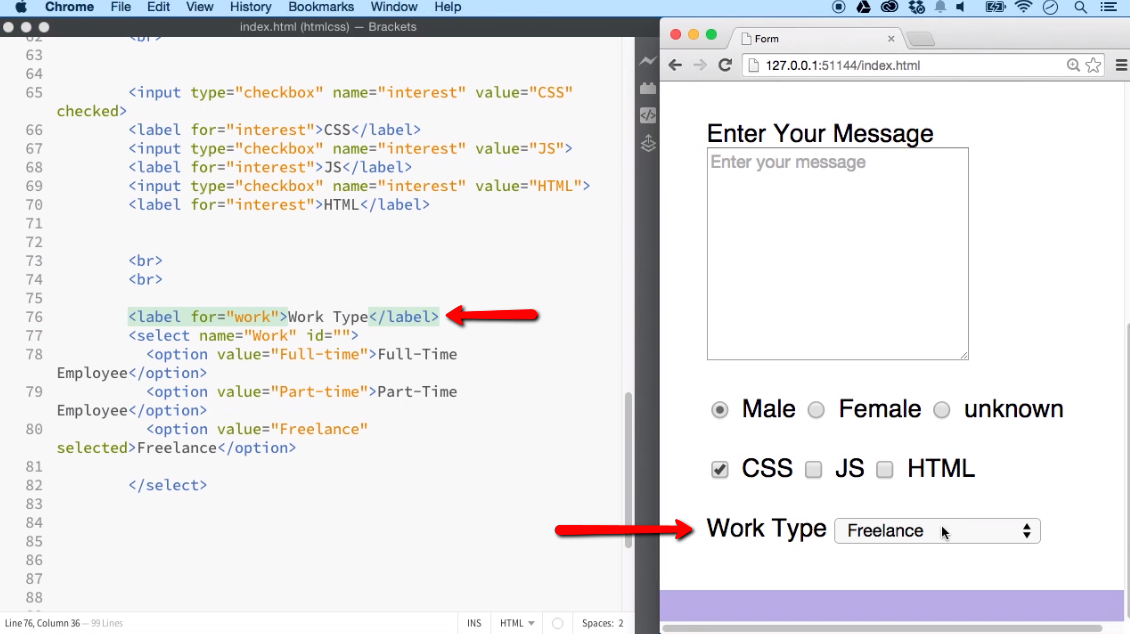 Chrome File Edit View History Bookmarks Window Help
index.html (htmlcss) — Brackets
62 <br>
63
64
65 <input type="checkbox" name="interest" value="CSS"
checked>
66 <label for="interest">CSS</label>
67 <input type="checkbox" name="interest" value="JS">
68 <label for="interest">JS</label>
69 <input type="checkbox" name="interest" value="HTML">
70 <label for="interest">HTML</label>
71
72
73 <br>
74 <br>
75
76 <label for="work">Work Type</label>
77 <select name="Work" id="">
78 <option value="Full-time">Full-Time
Employee</option>
79 <option value="Part-time">Part-Time
Employee</option>
80 <option value="Freelance"
selected>Freelance</option>
81
82 </select>
83
84
85
86
87
88
Line 76, Column 36 — 99 Lines
INS HTML Spaces: 2
Form
127.0.0.1:51144/index.html
Enter Your Message
Enter your message
Male Female unknown
CSS JS HTML
Work Type Freelance